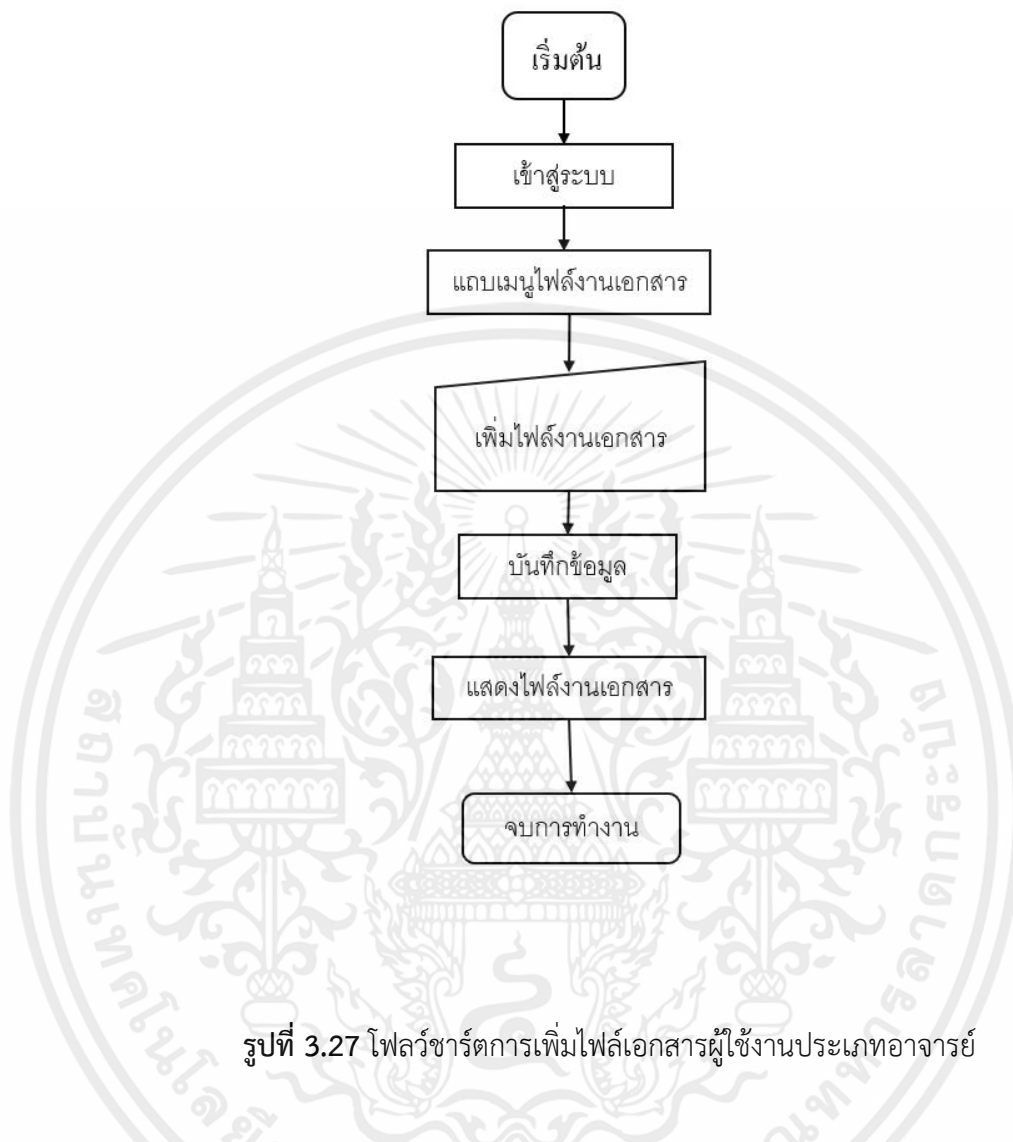 เริ่มต้น
เข้าสู่ระบบ
แถบเมนูไฟล์งานเอกสาร
เพิ่มไฟล์งานเอกสาร
บันทึกข้อมูล
แสดงไฟล์งานเอกสาร
จบการทำงาน
รูปที่ 3.27 โฟลว์ชาร์ตการเพิ่มไฟล์เอกสารผู้ใช้งานประเภทอาจารย์